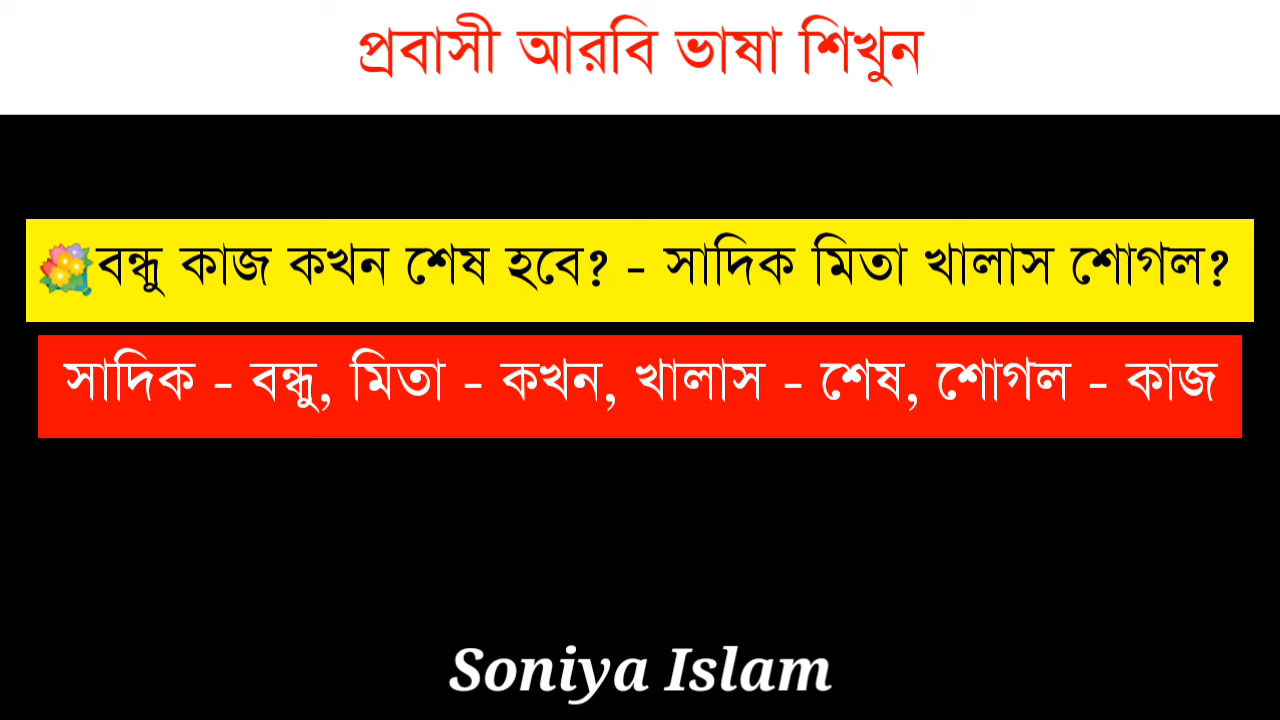 প্রবাসী আরবি ভাষা শিখুন
💐বন্ধু কাজ কখন শেষ হবে? - সাদিক মিতা খালাস শোগল?
সাদিক - বন্ধু, মিতা - কখন, খালাস - শেষ, শোগল - কাজ
Soniya Islam